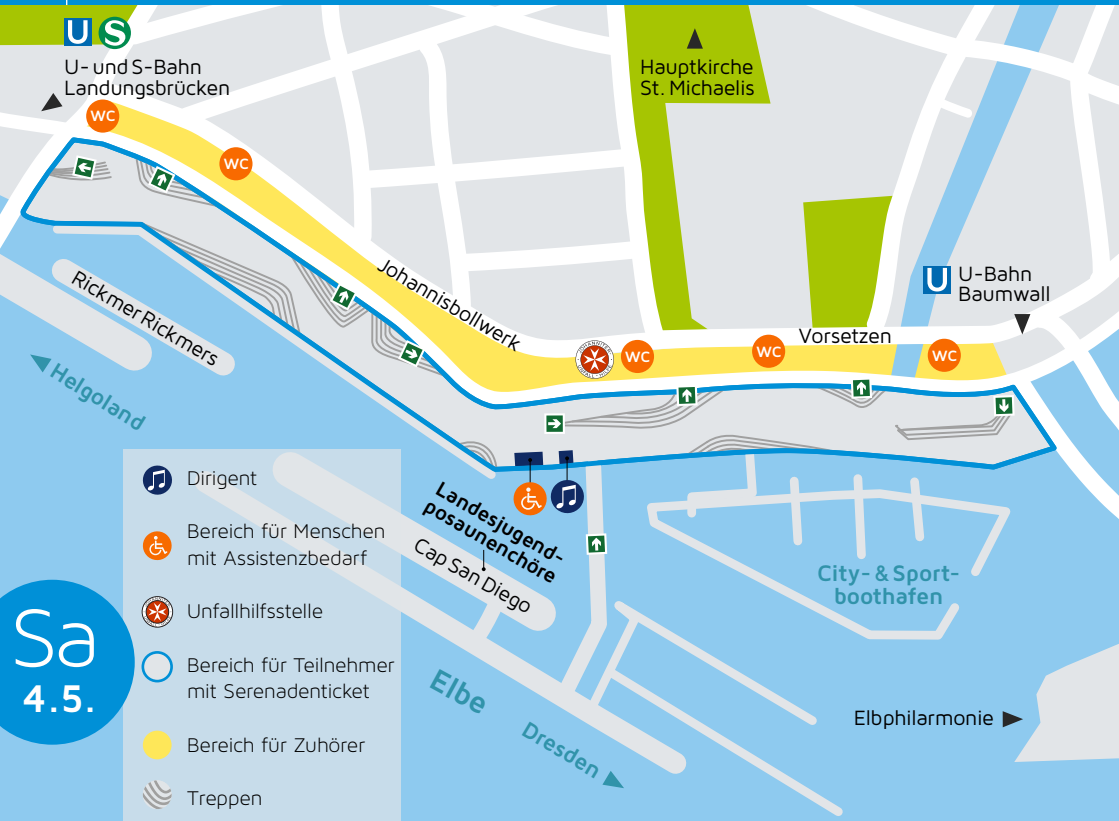 U S
U- und S-Bahn
Landungsbrücken
WC
WC
Hauptkirche
St. Michaelis
U
U-Bahn
Baumwall
Johannisbollwerk
Vorsetzen
WC
WC
WC
Rickmer Rickmers
Helgoland
Landesjugend-
posaunenchöre
Cap San Diego
City- & Sport-
boothafen
Elbe
Dresden
Elbphilarmonie
Dirigent
Bereich für Menschen
mit Assistenzbedarf
Unfallhilfsstelle
Bereich für Teilnehmer
mit Serenadenticket
Bereich für Zuhörer
Treppen
Sa
4.5.